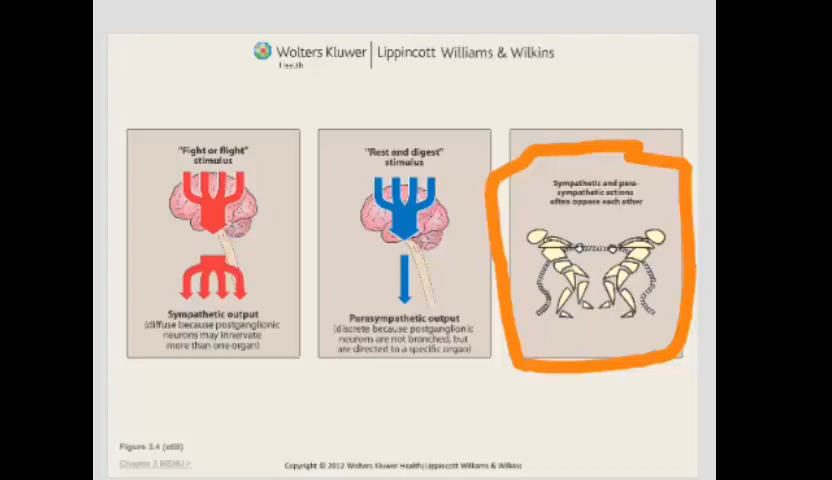 Wolters Kluwer
Health
Lippincott Williams & Wilkins
"Fight or flight"
stimulus
Sympathetic output
(diffuse because postganglionic
neurons may innervate
more than one organ)
"Rest and digest"
stimulus
Parasympathetic output
(discrete because postganglionic
neurons are not branched, but
are directed to a specific organ)
Sympathetic and para-
sympathetic actions
often oppose each other
Figure 3.4 (still)
Chapter 3 MENU >
Copyright © 2012 Wolters Kluwer Health|Lippincott Williams & Wilkins